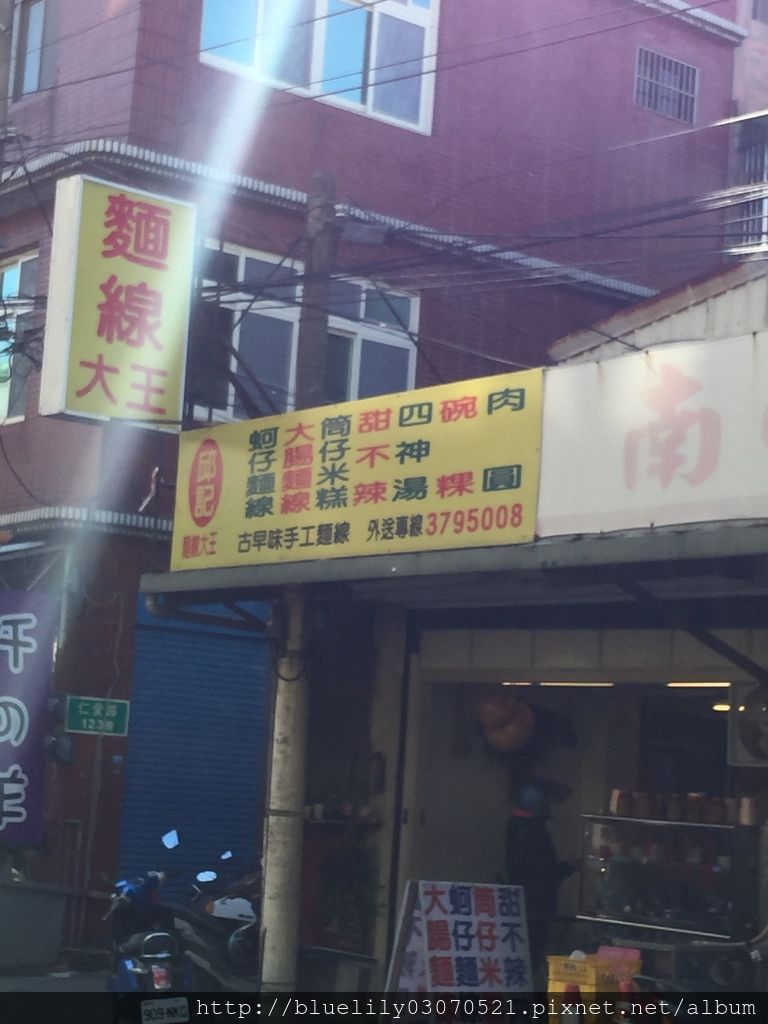 麵
線
大王
邱記
麵線大王
蚵仔麵線
大腸麵線
筒仔米糕
甜不辣
四神湯
碗粿
肉圓
古早味手工麵線 外送專線3795008
南
仁愛路
123巷
大腸麵
蚵仔麵
筒仔米
甜不辣
909-NKG
http://bluelily03070521.pixnet.net/album